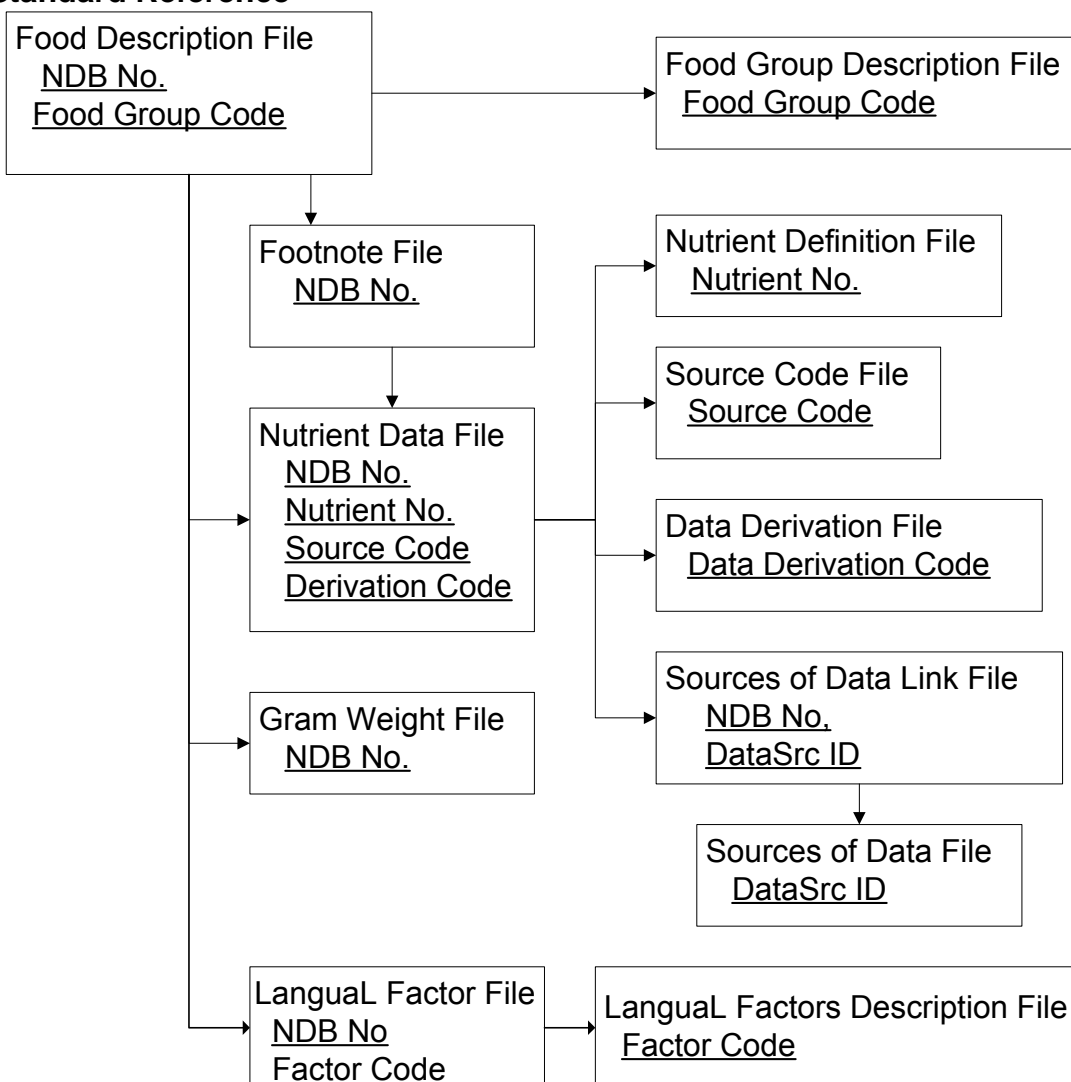 Standard Reference
Food Description File
NDB No.
Food Group Code
Food Group Description File
Food Group Code
Footnote File
NDB No.
Nutrient Definition File
Nutrient No.
Source Code File
Source Code
Nutrient Data File
NDB No.
Nutrient No.
Source Code
Derivation Code
Data Derivation File
Data Derivation Code
Sources of Data Link File
NDB No,
DataSrc ID
Gram Weight File
NDB No.
Sources of Data File
DataSrc ID
LanguaL Factor File
NDB No
Factor Code
LanguaL Factors Description File
Factor Code